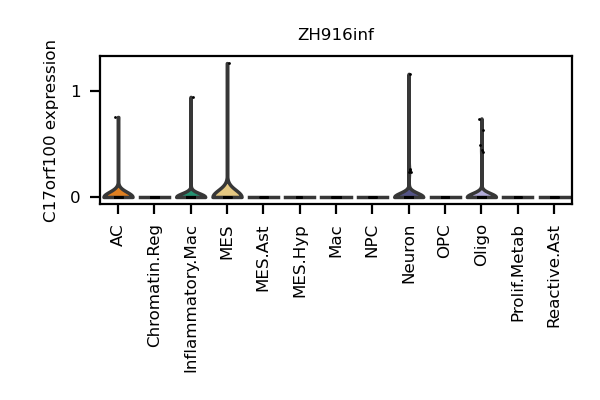 ZH916inf
C17orf100 expression
1
0
AC
Chromatin.Reg
Inflammatory.Mac
MES
MES.Ast
MES.Hyp
Mac
NPC
Neuron
OPC
Oligo
Prolif.Metab
Reactive.Ast